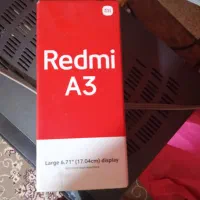 mi
Redmi
A3
Large 6.71" (17.04cm) display